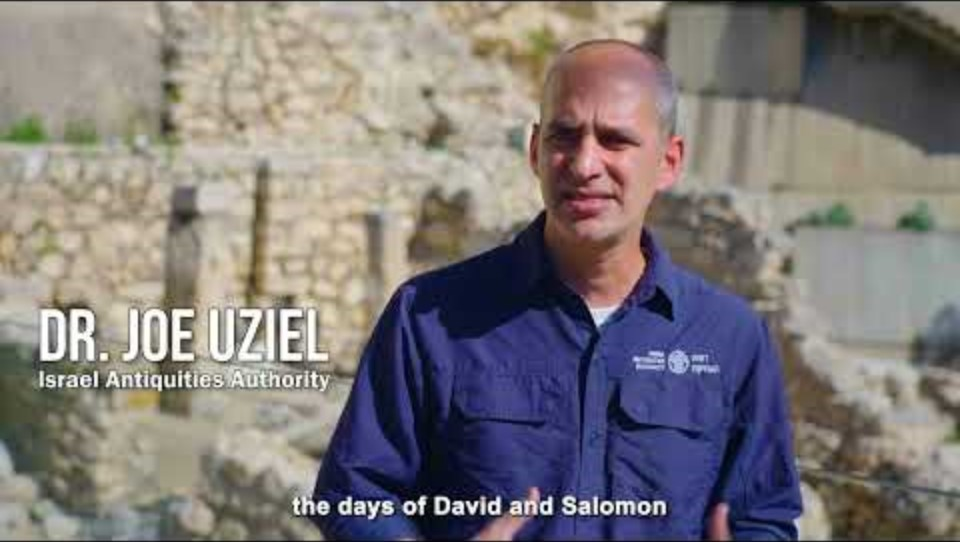 DR. JOE UZIEL
Israel Antiquities Authority
the days of David and Salomon